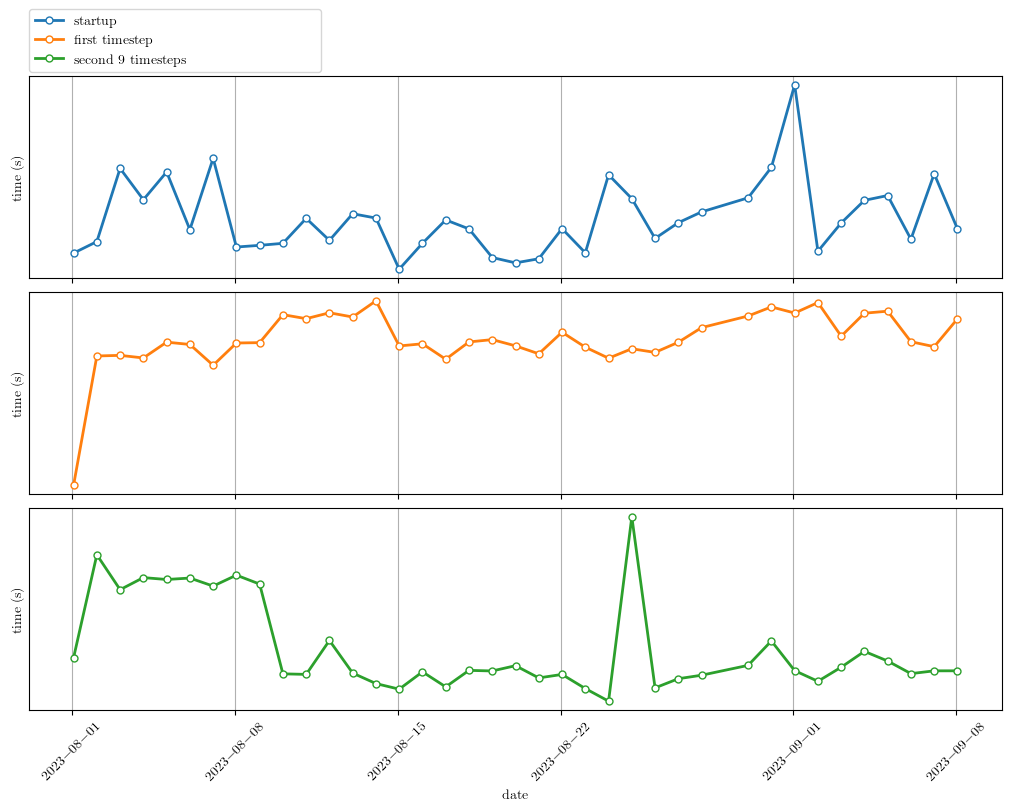 startup
first timestep
second 9 timesteps
time (s)
time (s)
time (s)
2023−08−01
2023−08−08
2023−08−15
2023−08−22
2023−09−01
2023−09−08
date